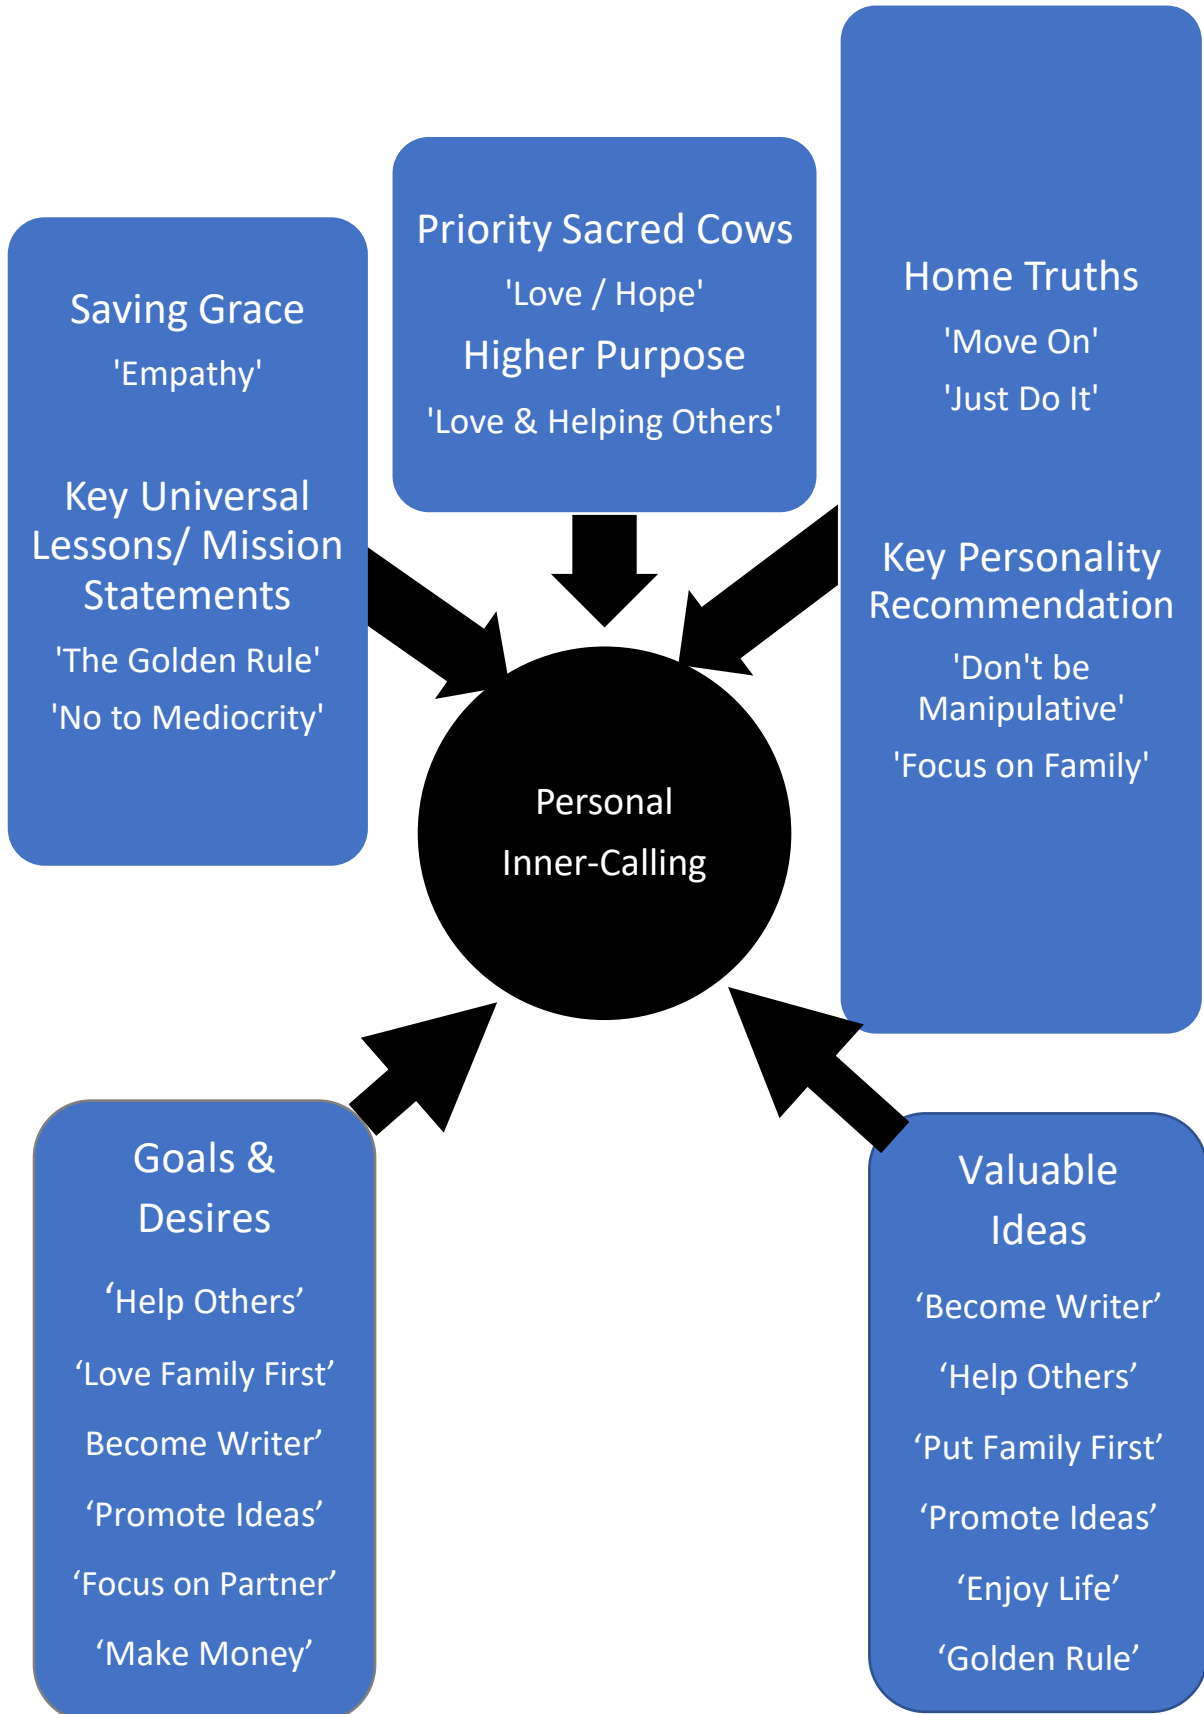 Saving Grace
'Empathy'
Key Universal
Lessons/ Mission
Statements
'The Golden Rule'
'No to Mediocrity'
Priority Sacred Cows
'Love / Hope'
Higher Purpose
'Love & Helping Others'
Home Truths
'Move On'
'Just Do It'
Key Personality
Recommendation
'Don't be
Manipulative'
'Focus on Family'
Personal
Inner-Calling
Goals &
Desires
‘Help Others’
‘Love Family First’
Become Writer’
‘Promote Ideas’
‘Focus on Partner’
‘Make Money’
Valuable
Ideas
‘Become Writer’
‘Help Others’
‘Put Family First’
‘Promote Ideas’
‘Enjoy Life’
‘Golden Rule’